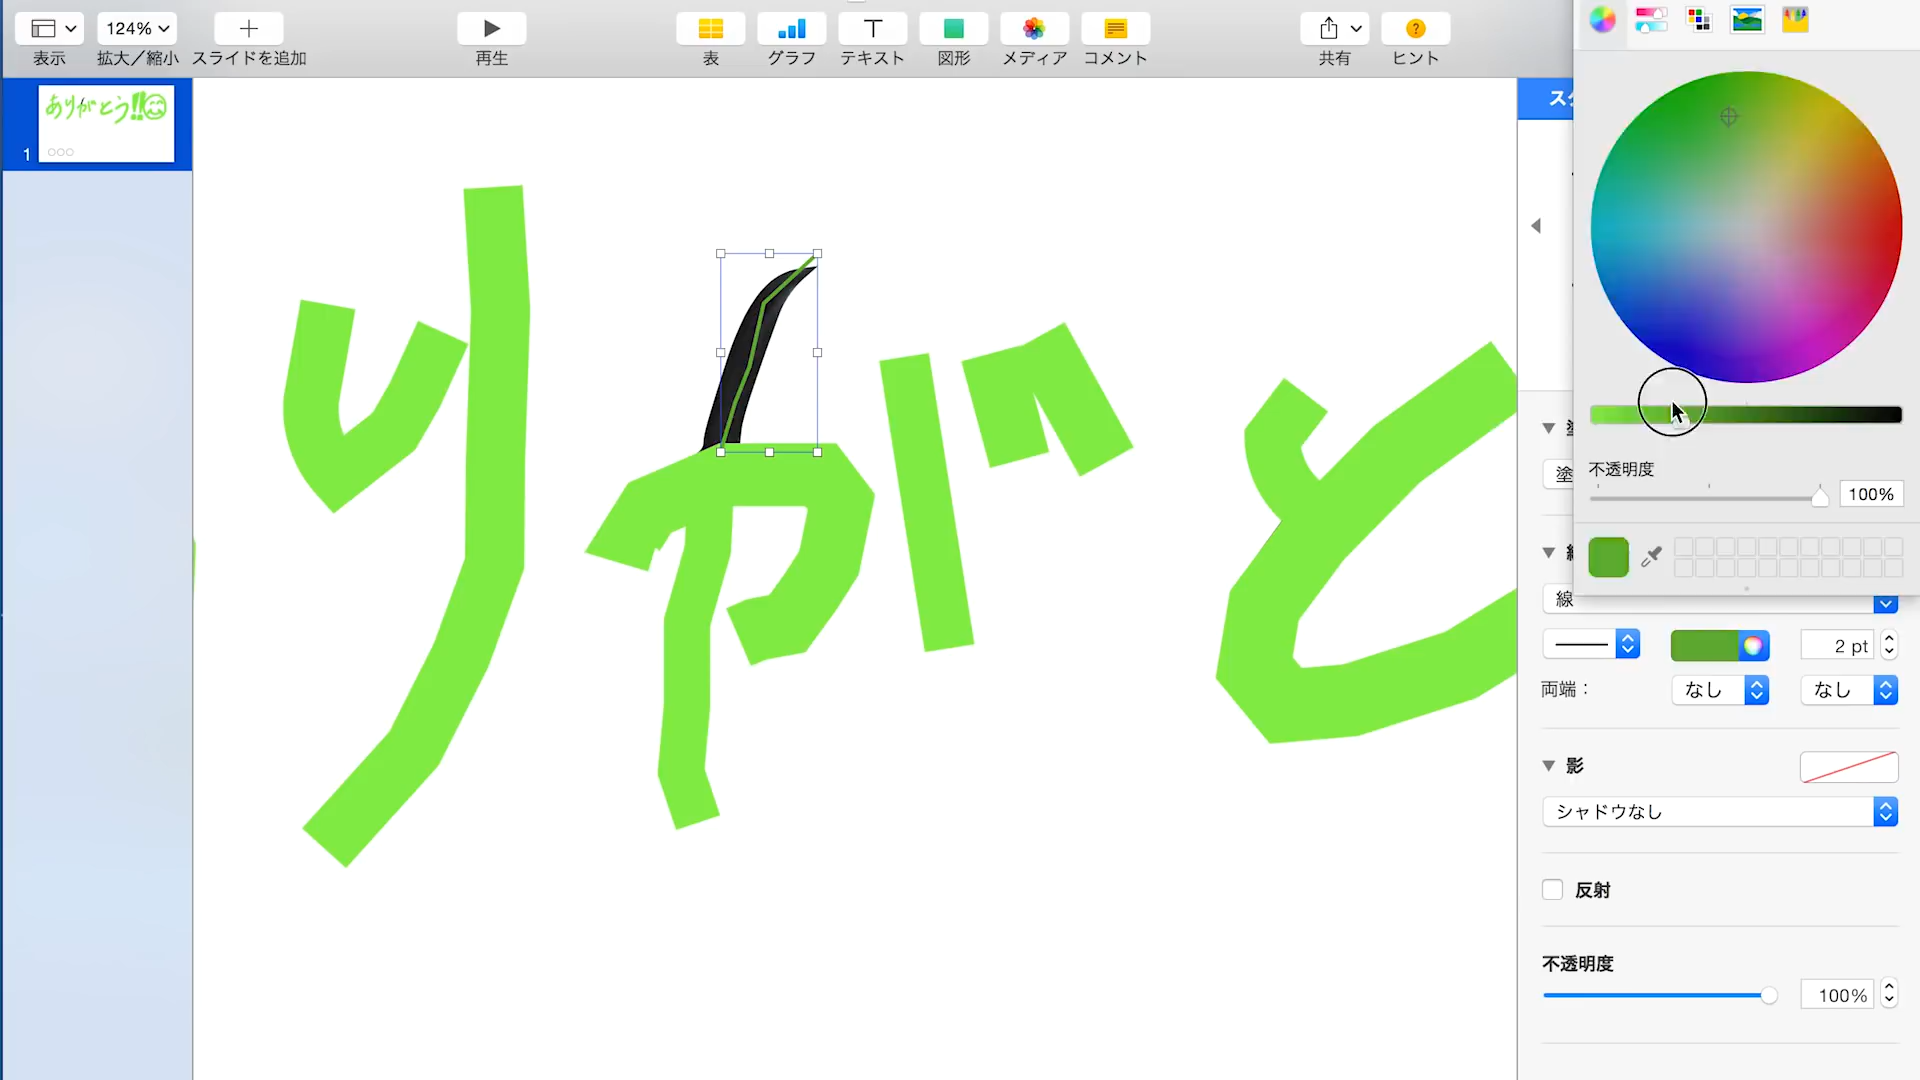 124%
表示
拡大／縮小
スライドを追加
再生
表
グラフ
テキスト
図形
メディア
コメント
共有
ヒント
ありがとう!!
1
りがと
不透明度
100%
線
2 pt
両端：
なし
なし
影
シャドウなし
反射
不透明度
100%